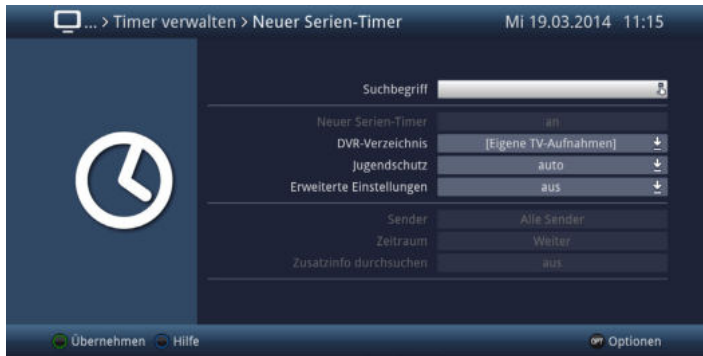 ... > Timer verwalten > Neuer Serien-Timer Mi 19.03.2014 11:15
Suchbegriff
Neuer Serien-Timer an
DVR-Verzeichnis [Eigene TV-Aufnahmen]
Jugendschutz auto
Erweiterte Einstellungen aus
Sender Alle Sender
Zeitraum Weiter
Zusatzinfo durchsuchen aus
Übernehmen Hilfe OPT Optionen